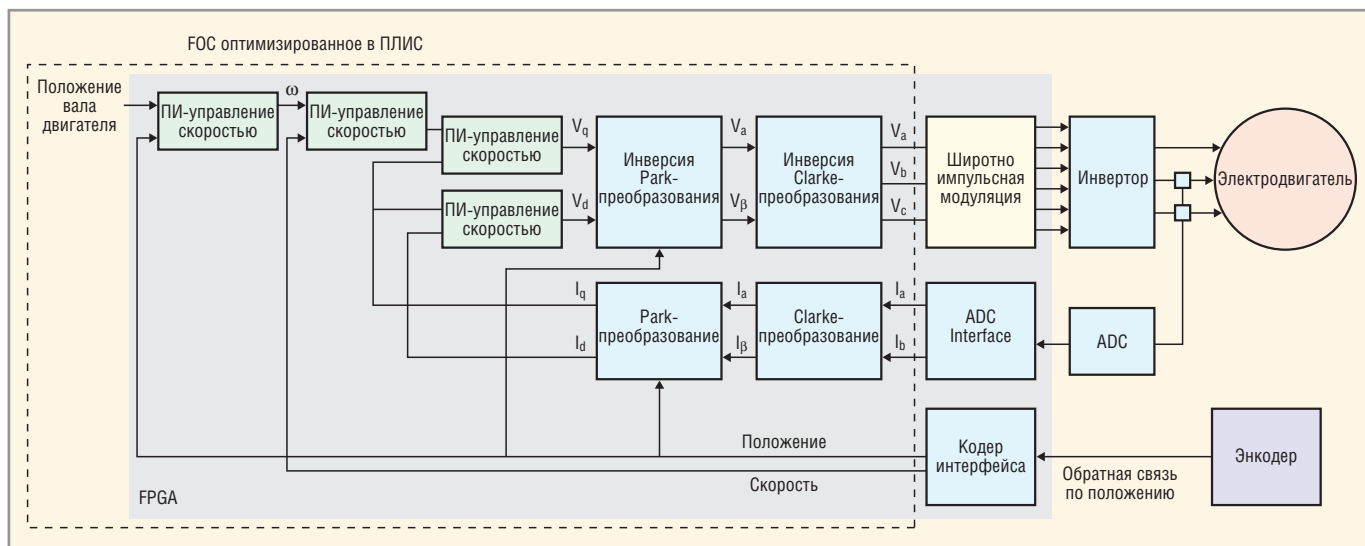 FOC оптимизированное в ПЛИС
Положение
вала
двигателя
ПИ-управление
скоростью
ω
ПИ-управление
скоростью
ПИ-управление
скоростью
Vq
ПИ-управление
скоростью
Vd
Инверсия
Park-
преобразования
Va
Vβ
Инверсия
Clarke-
преобразования
Va
Vb
Vc
Широтно
импульсная
модуляция
Инвертор
Электродвигатель
Iq
Id
Park-
преобразование
Ia
Iβ
Clarke-
преобразование
Ia
Ib
ADC
Interface
ADC
Положение
Скорость
Кодер
интерфейса
Обратная связь
по положению
Энкодер
FPGA